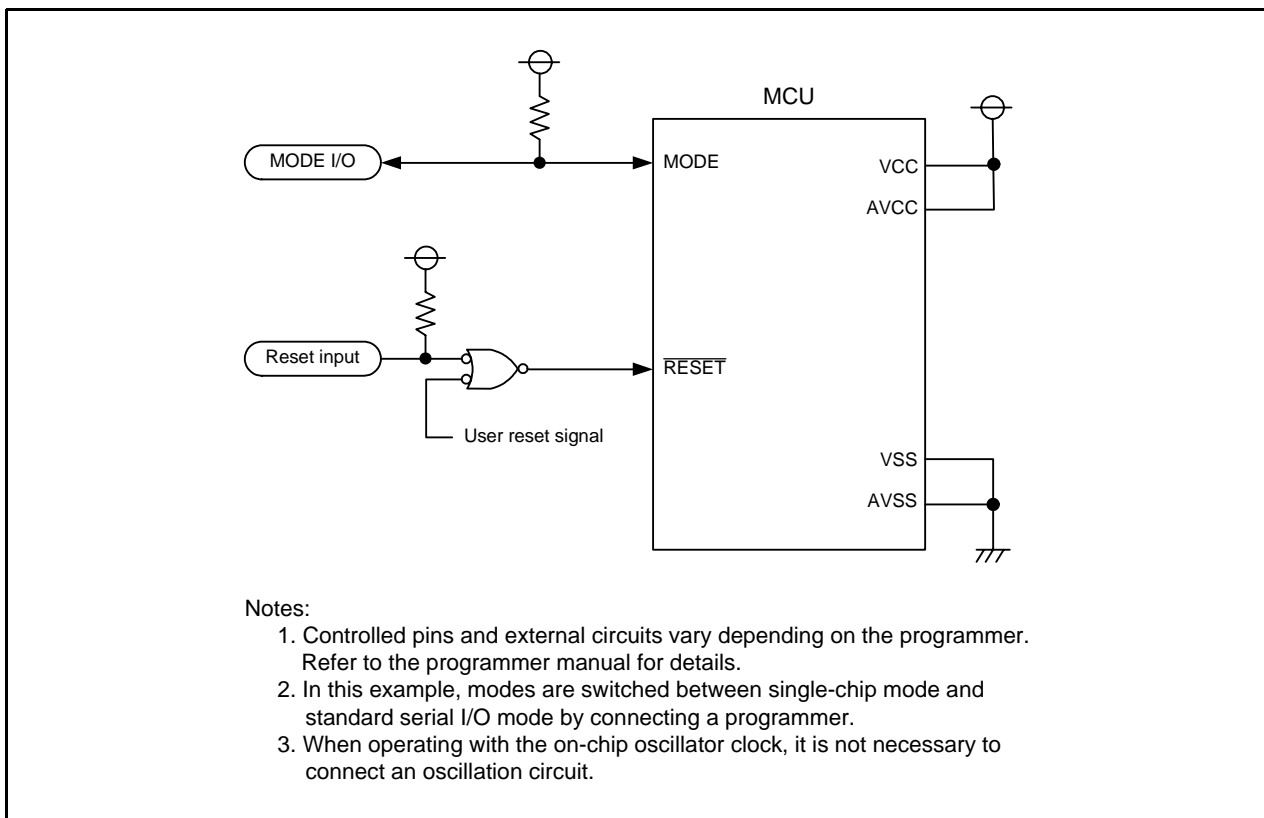 MCU
MODE I/O
MODE
VCC
AVCC
Reset input
RESET
User reset signal
VSS
AVSS
Notes:
1. Controlled pins and external circuits vary depending on the programmer.
Refer to the programmer manual for details.
2. In this example, modes are switched between single-chip mode and
standard serial I/O mode by connecting a programmer.
3. When operating with the on-chip oscillator clock, it is not necessary to
connect an oscillation circuit.